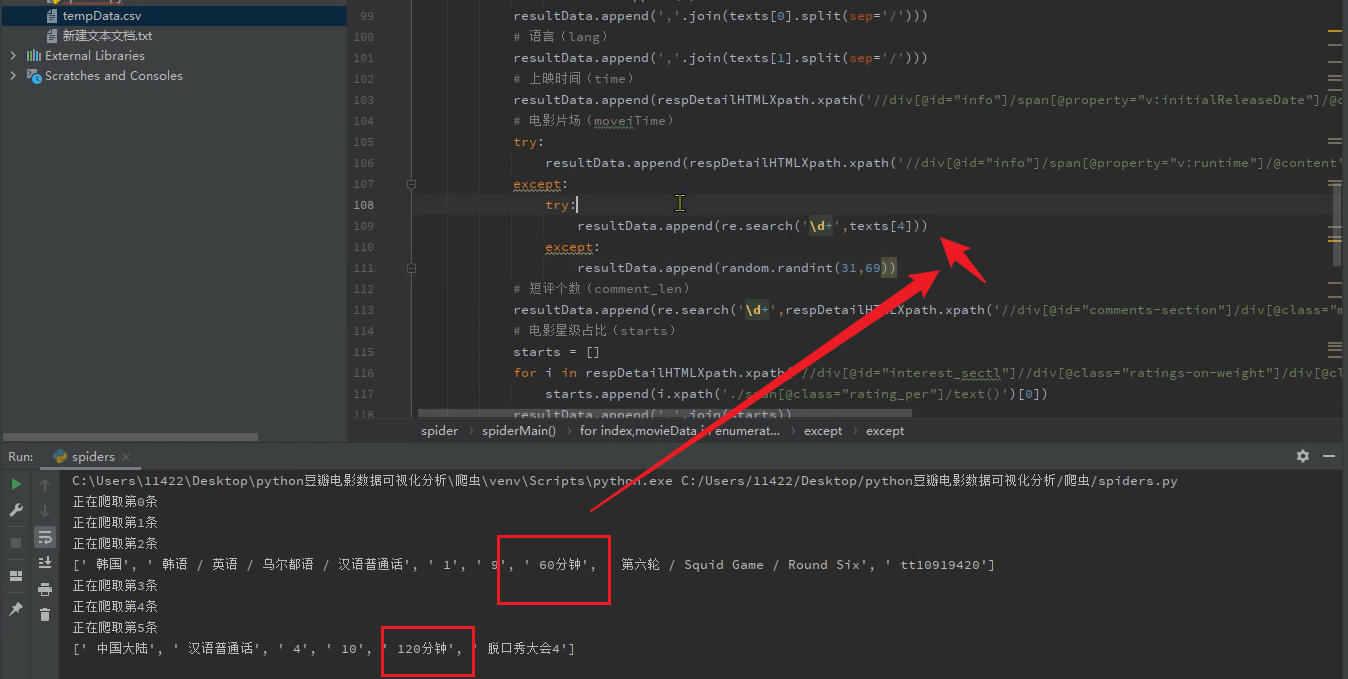 tempData.csv
新建文本文档.txt
External Libraries
Scratches and Consoles
99 resultData.append(','.join(texts[0].split(sep='/')))
100 # 语言（lang）
101 resultData.append(','.join(texts[1].split(sep='/')))
102 # 上映时间（time）
103 resultData.append(respDetailHTMLXpath.xpath('//div[@id="info"]/span[@property="v:initialReleaseDate"]/@c
104 # 电影片场（moveiTime）
105 try:
106 resultData.append(respDetailHTMLXpath.xpath('//div[@id="info"]/span[@property="v:runtime"]/@content'
107 except:
108 try:
109 resultData.append(re.search('\d+',texts[4]))
110 except:
111 resultData.append(random.randint(31,69))
112 # 短评个数（comment_len）
113 resultData.append(re.search('\d+',respDetailHTMLXpath.xpath('//div[@id="comments-section"]/div[@class="m
114 # 电影星级占比（starts）
115 starts = []
116 for i in respDetailHTMLXpath.xpath('//div[@id="interest_sectl"]//div[@class="ratings-on-weight"]/div[@cl
117 starts.append(i.xpath('./span[@class="rating_per"]/text()')[0])
118 resultData.append(','.join(starts))
spider spiderMain() for index,movieData in enumerat... except except
Run: spiders
C:\Users\11422\Desktop\python豆瓣电影数据可视化分析\爬虫\venv\Scripts\python.exe C:/Users/11422/Desktop/python豆瓣电影数据可视化分析/爬虫/spiders.py
正在爬取第0条
正在爬取第1条
正在爬取第2条
[' 韩国', ' 韩语 / 英语 / 乌尔都语 / 汉语普通话', ' 1', ' 9', ' 60分钟', 第六轮 / Squid Game / Round Six', ' tt10919420']
正在爬取第3条
正在爬取第4条
正在爬取第5条
[' 中国大陆', ' 汉语普通话', ' 4', ' 10', ' 120分钟', ' 脱口秀大会4']